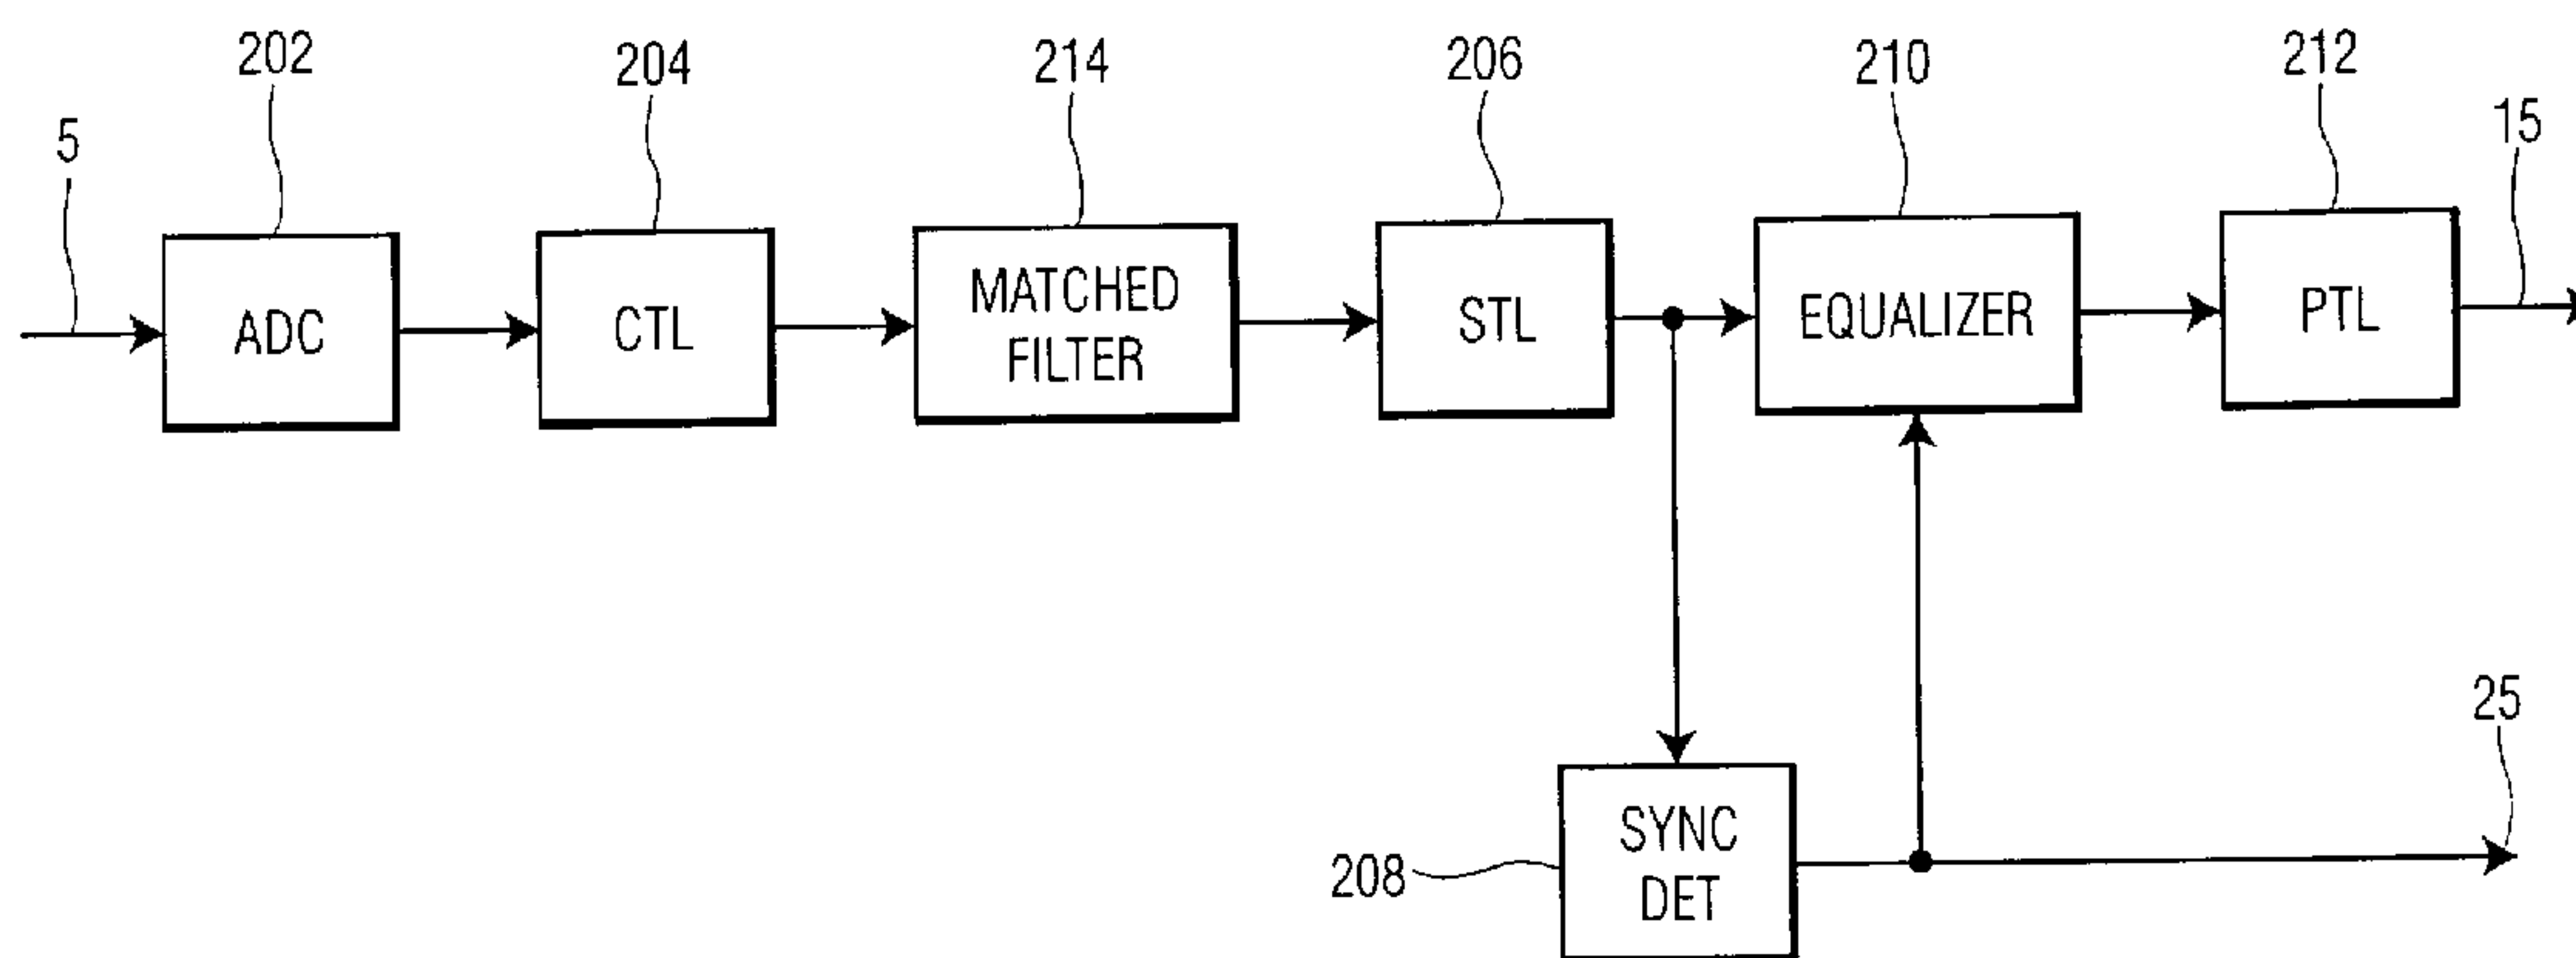 202
204
214
206
210
212
5
15
ADC
CTL
MATCHED
FILTER
STL
EQUALIZER
PTL
25
208
SYNC
DET